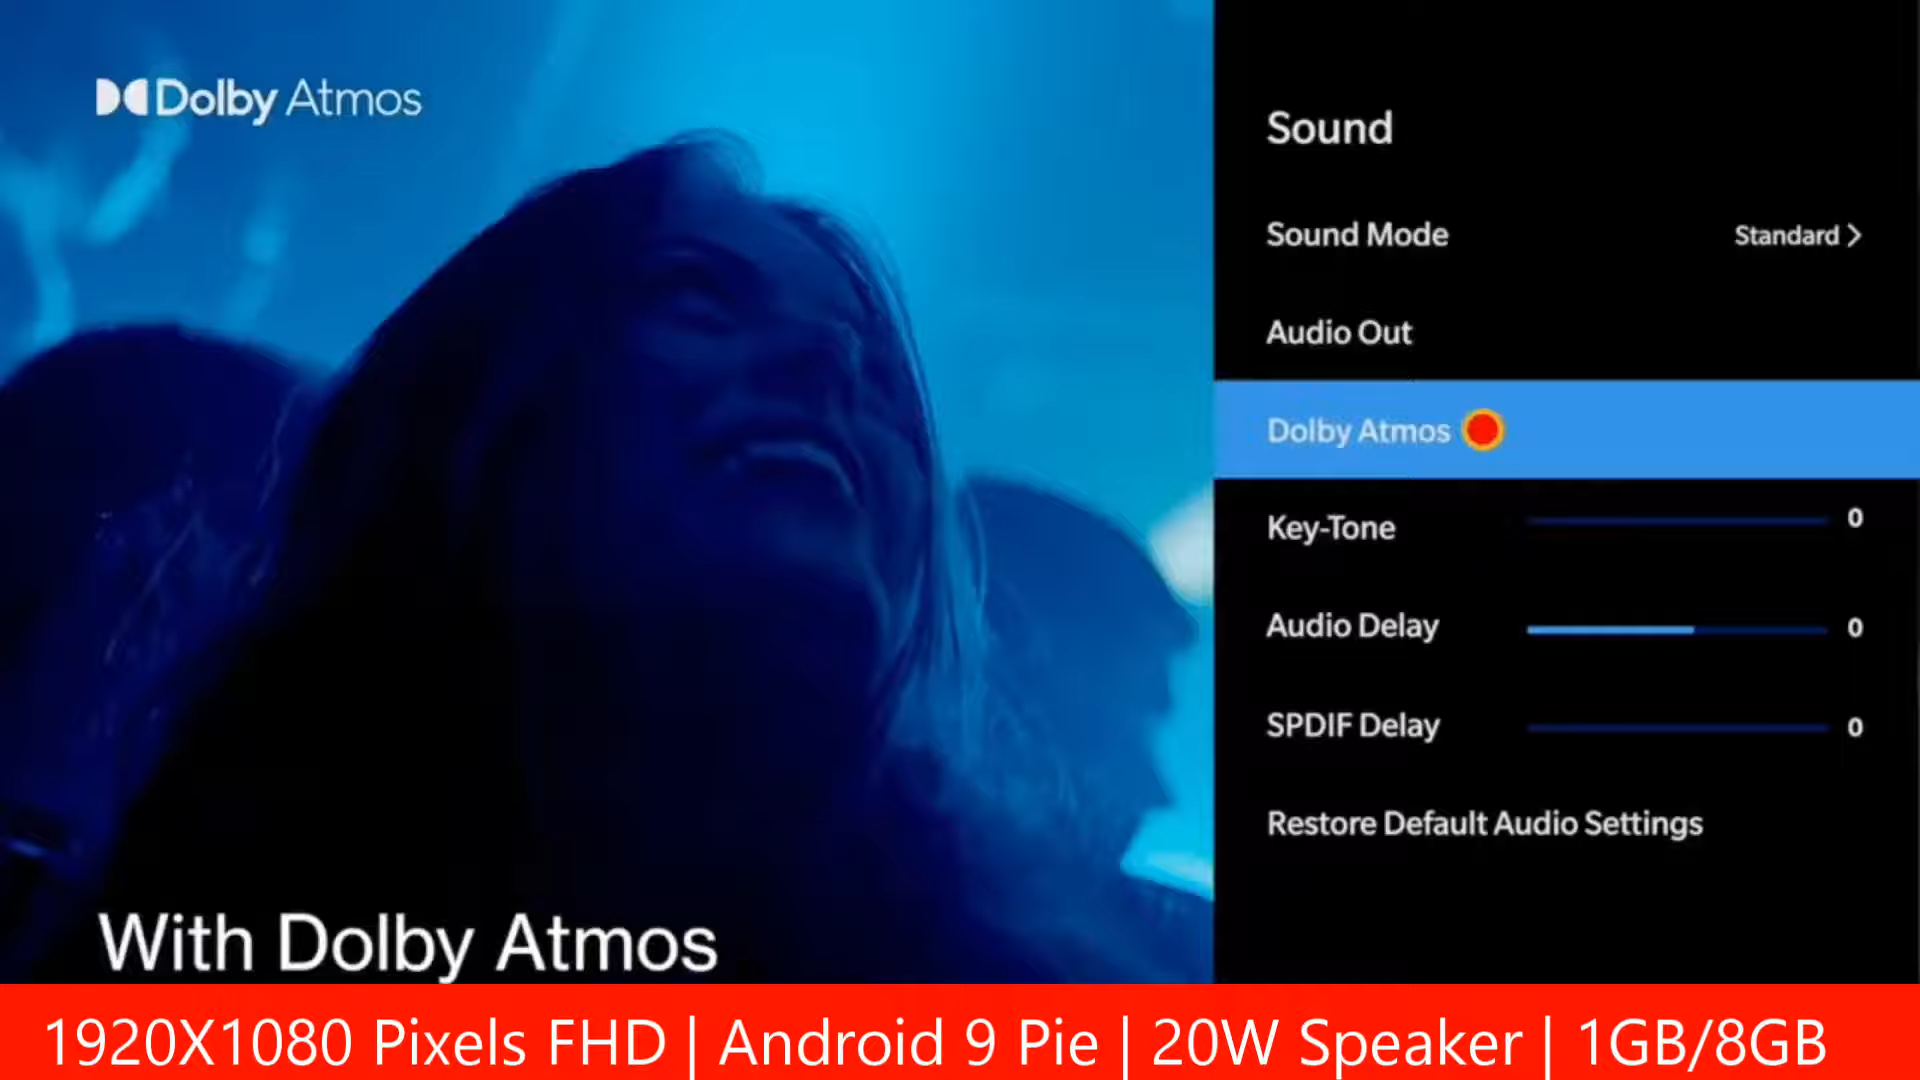 Dolby Atmos
With Dolby Atmos
Sound
Sound Mode Standard
Audio Out
Dolby Atmos
Key-Tone 0
Audio Delay 0
SPDIF Delay 0
Restore Default Audio Settings
1920X1080 Pixels FHD | Android 9 Pie | 20W Speaker | 1GB/8GB